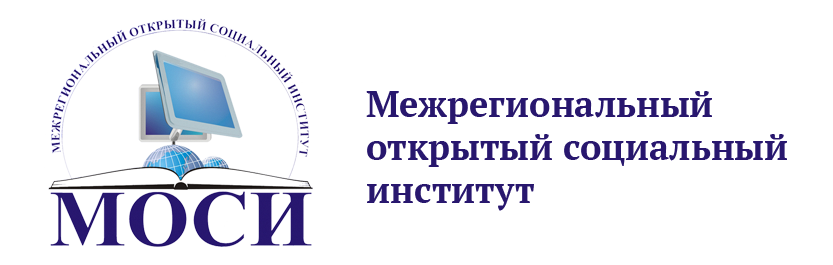 МЕЖРЕГИОНАЛЬНЫЙ ОТКРЫТЫЙ СОЦИАЛЬНЫЙ ИНСТИТУТ
МОСИ
Межрегиональный
открытый социальный
институт